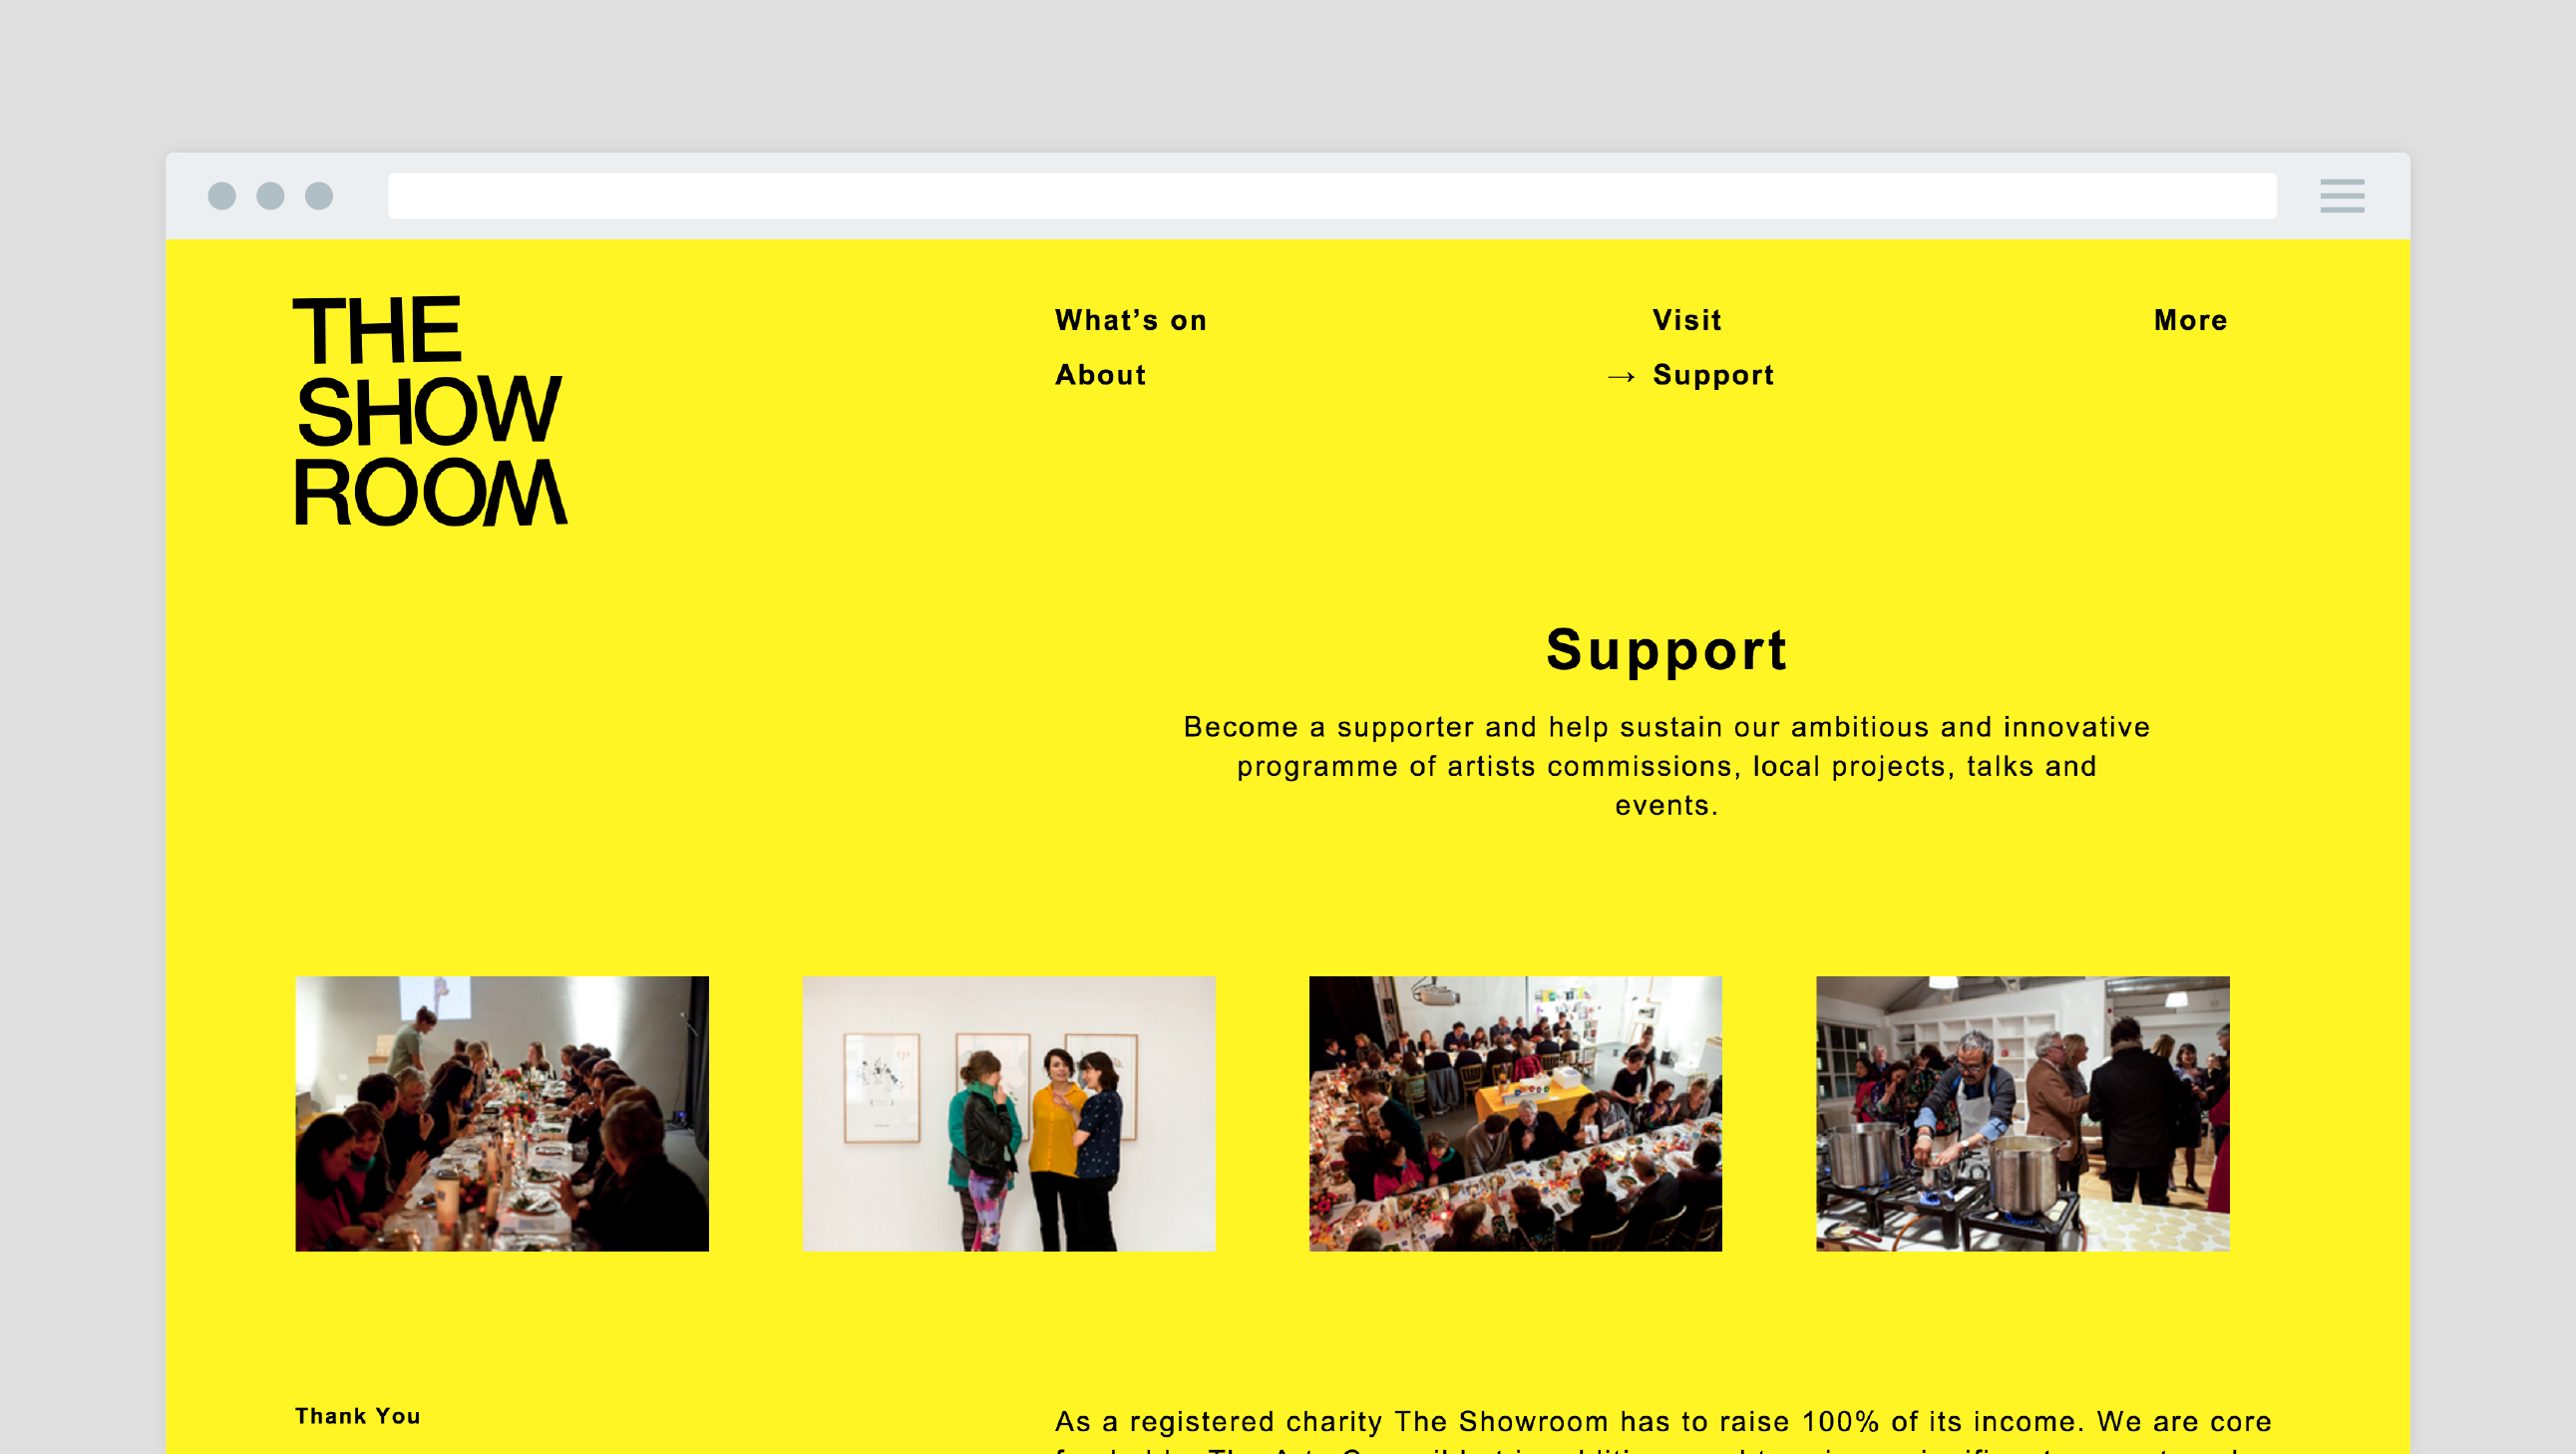 THE
SHOW
ROOM
What’s on
Visit
More
About
→ Support
Support
Become a supporter and help sustain our ambitious and innovative
programme of artists commissions, local projects, talks and
events.
Thank You
As a registered charity The Showroom has to raise 100% of its income. We are core